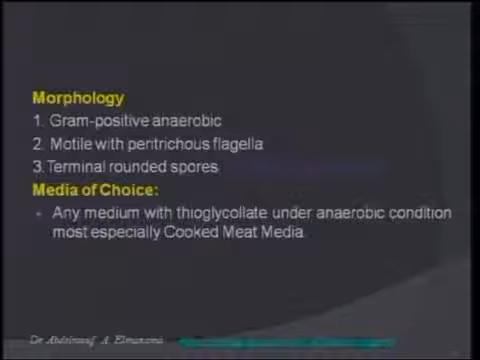 Morphology
1. Gram-positive anaerobic
2. Motile with peritrichous flagella
3. Terminal rounded spores
Media of Choice:
Any medium with thioglycollate under anaerobic condition
most especially Cooked Meat Media
Dr Abdelraouf A. Elmanama